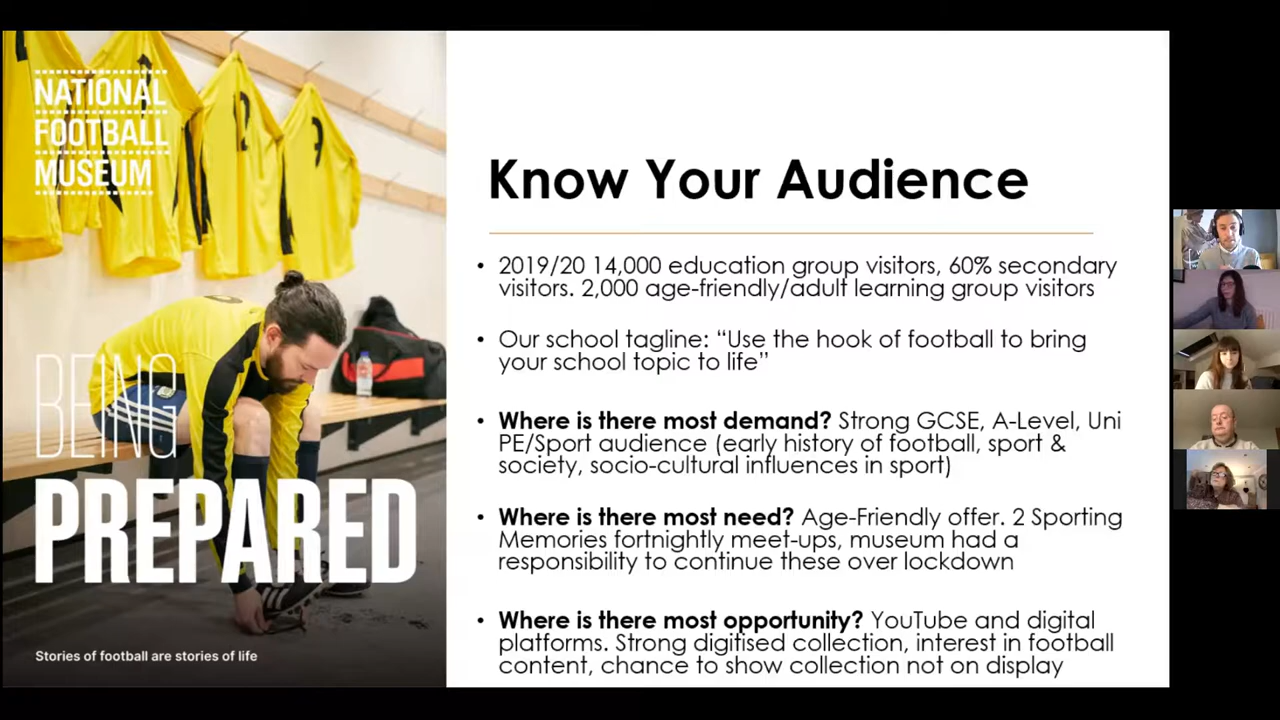 NATIONAL
FOOTBALL
MUSEUM
BEING
PREPARED
Stories of football are stories of life
Know Your Audience
• 2019/20 14,000 education group visitors, 60% secondary
visitors. 2,000 age-friendly/adult learning group visitors
• Our school tagline: “Use the hook of football to bring
your school topic to life”
• Where is there most demand? Strong GCSE, A-Level, Uni
PE/Sport audience (early history of football, sport &
society, socio-cultural influences in sport)
• Where is there most need? Age-Friendly offer. 2 Sporting
Memories fortnightly meet-ups, museum had a
responsibility to continue these over lockdown
• Where is there most opportunity? YouTube and digital
platforms. Strong digitised collection, interest in football
content, chance to show collection not on display